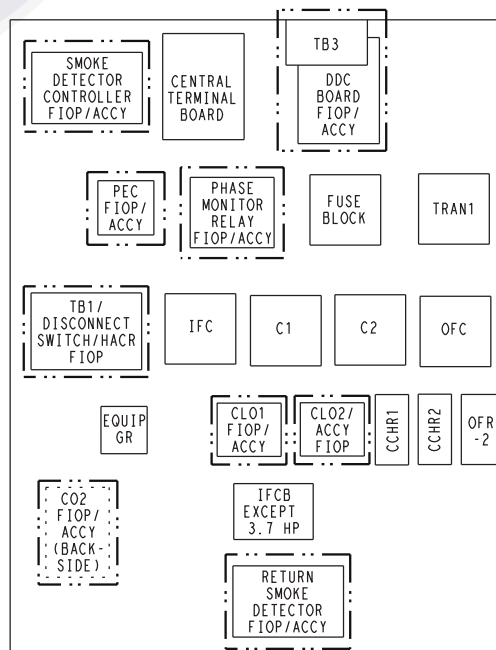 SMOKE
DETECTOR
CONTROLLER
FIOP/ACCY
CENTRAL
TERMINAL
BOARD
TB3
DDC
BOARD
FIOP/
ACCY
PEC
FIOP/
ACCY
PHASE
MONITOR
RELAY
FIOP/ACCY
FUSE
BLOCK
TRAN1
TB1/
DISCONNECT
SWITCH/HACR
FIOP
IFC
C1
C2
OFC
EQUIP
GR
CLO1
FIOP/
ACCY
CLO2/
ACCY
FIOP
CCHR1
CCHR2
OFR
-2
CO2
FIOP/
ACCY
(BACK-
SIDE)
IFCB
EXCEPT
3.7 HP
RETURN
SMOKE
DETECTOR
FIOP/ACCY